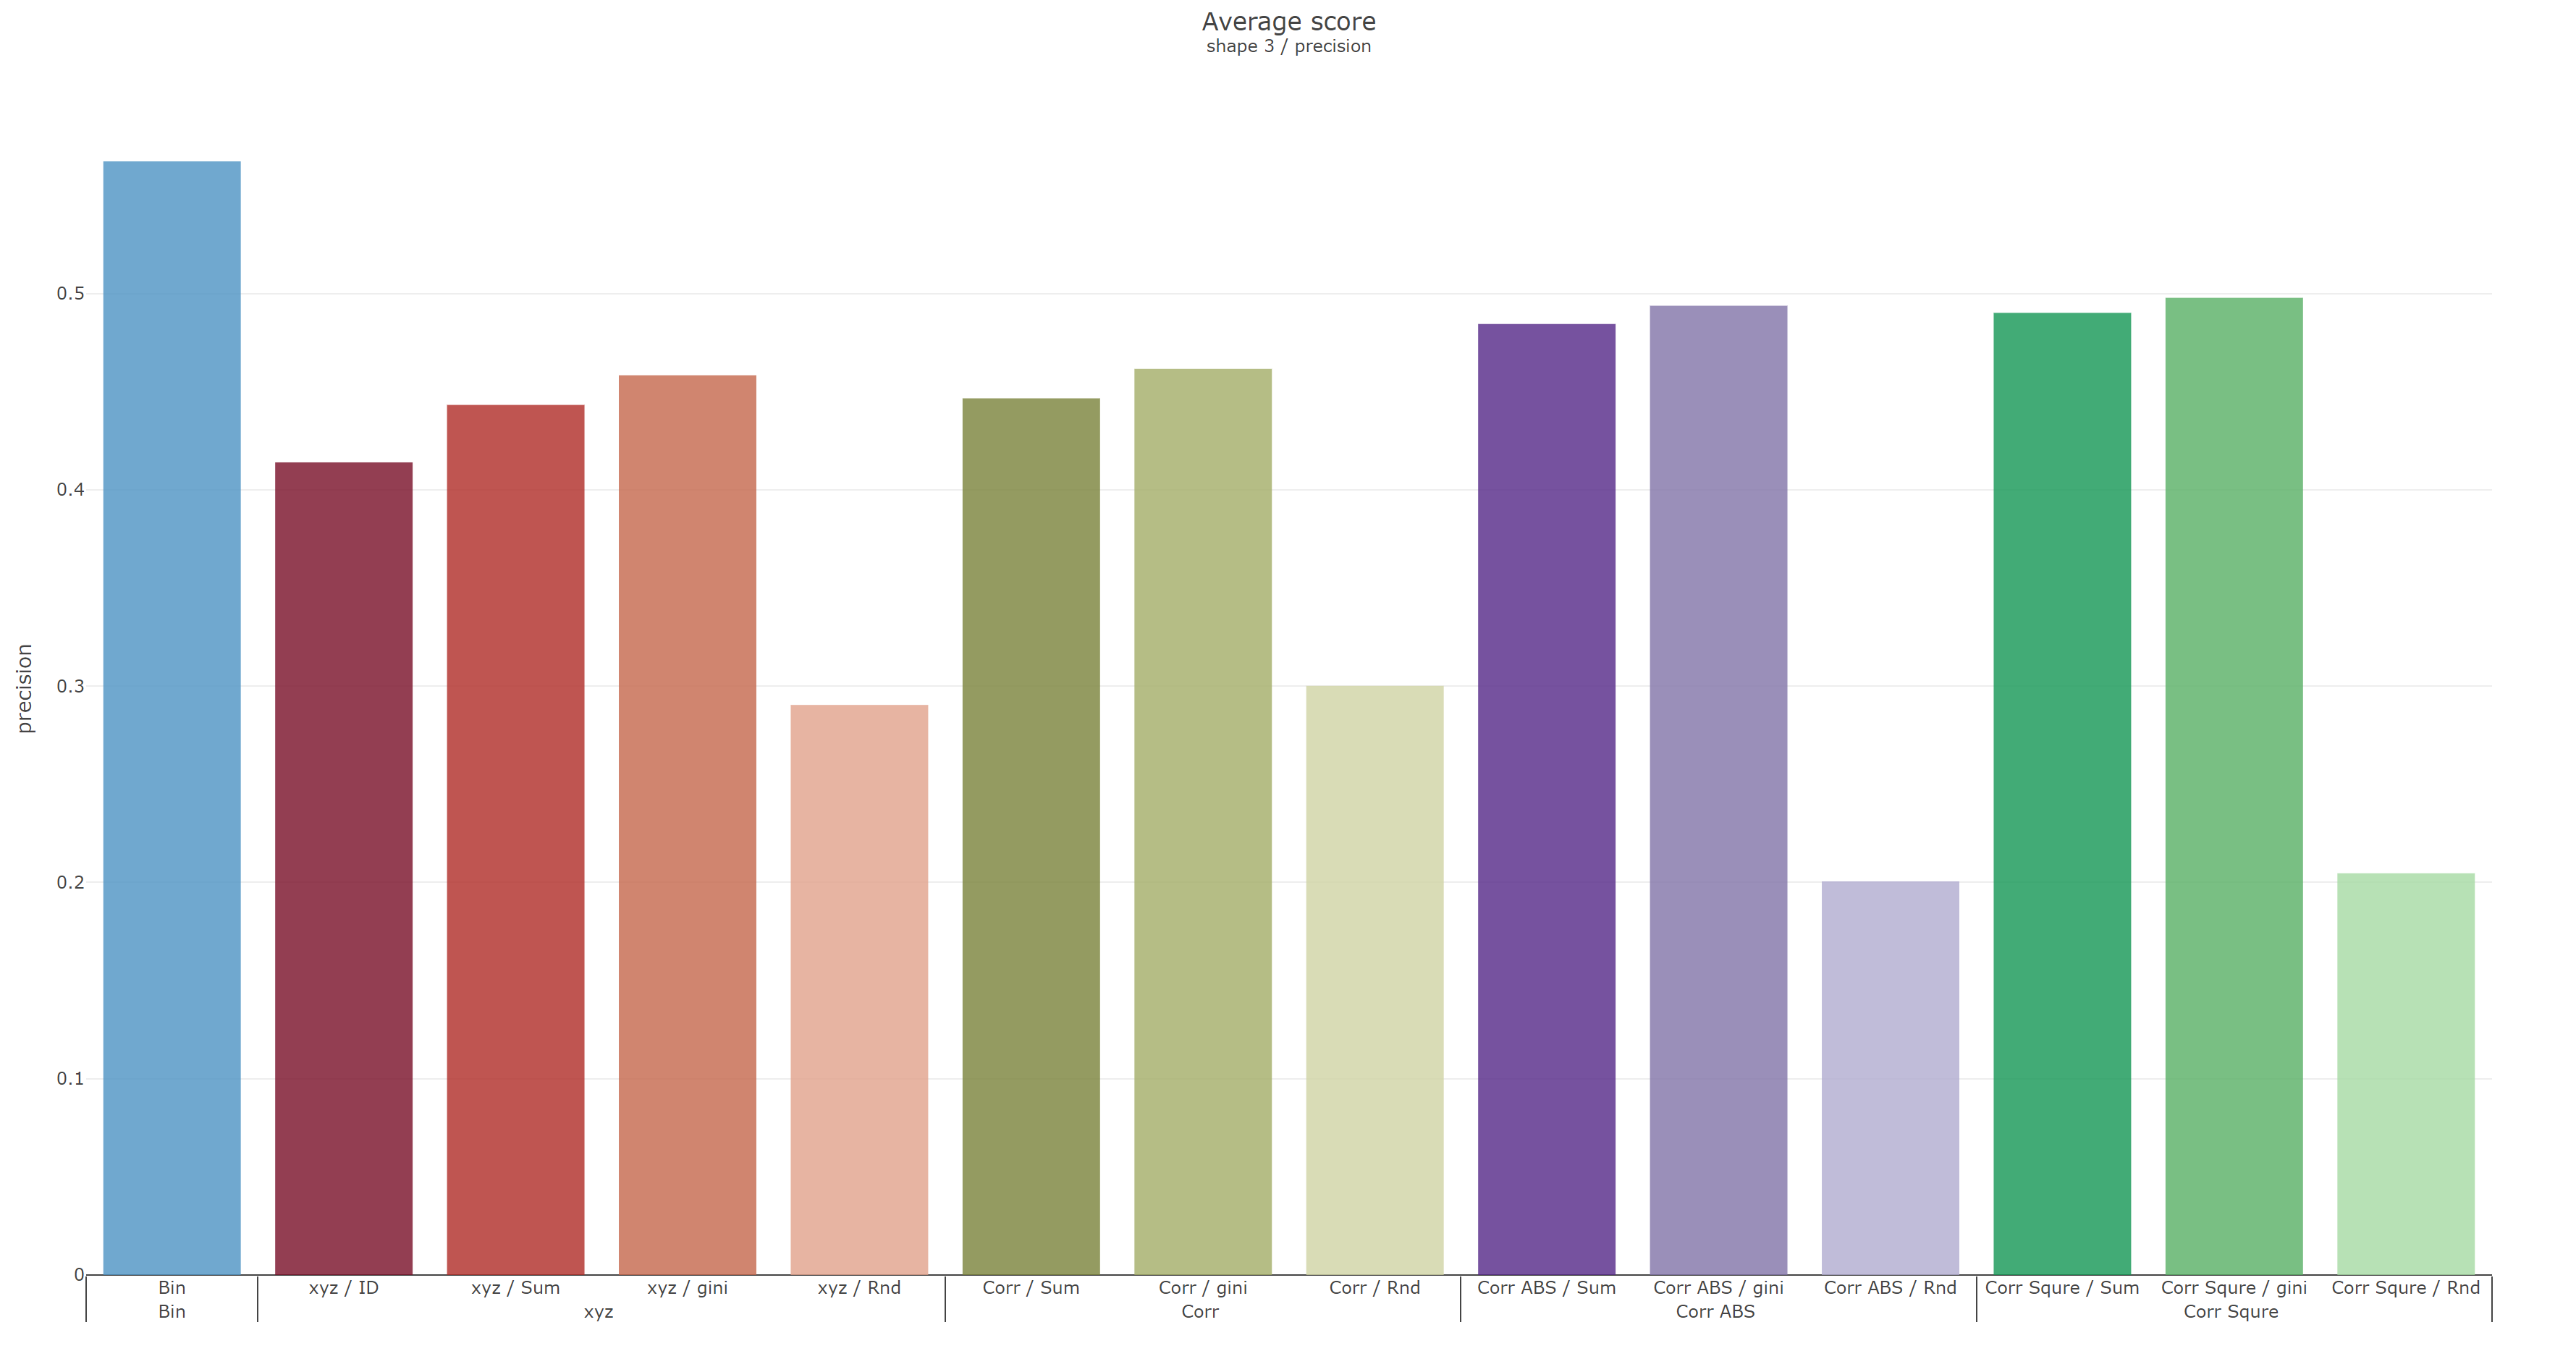 Average score
shape 3 / precision
precision
0.5
0.4
0.3
0.2
0.1
0
Bin
xyz / ID
xyz / Sum
xyz / gini
xyz / Rnd
Corr / Sum
Corr / gini
Corr / Rnd
Corr ABS / Sum
Corr ABS / gini
Corr ABS / Rnd
Corr Squre / Sum
Corr Squre / gini
Corr Squre / Rnd
Bin
xyz
Corr
Corr ABS
Corr Squre